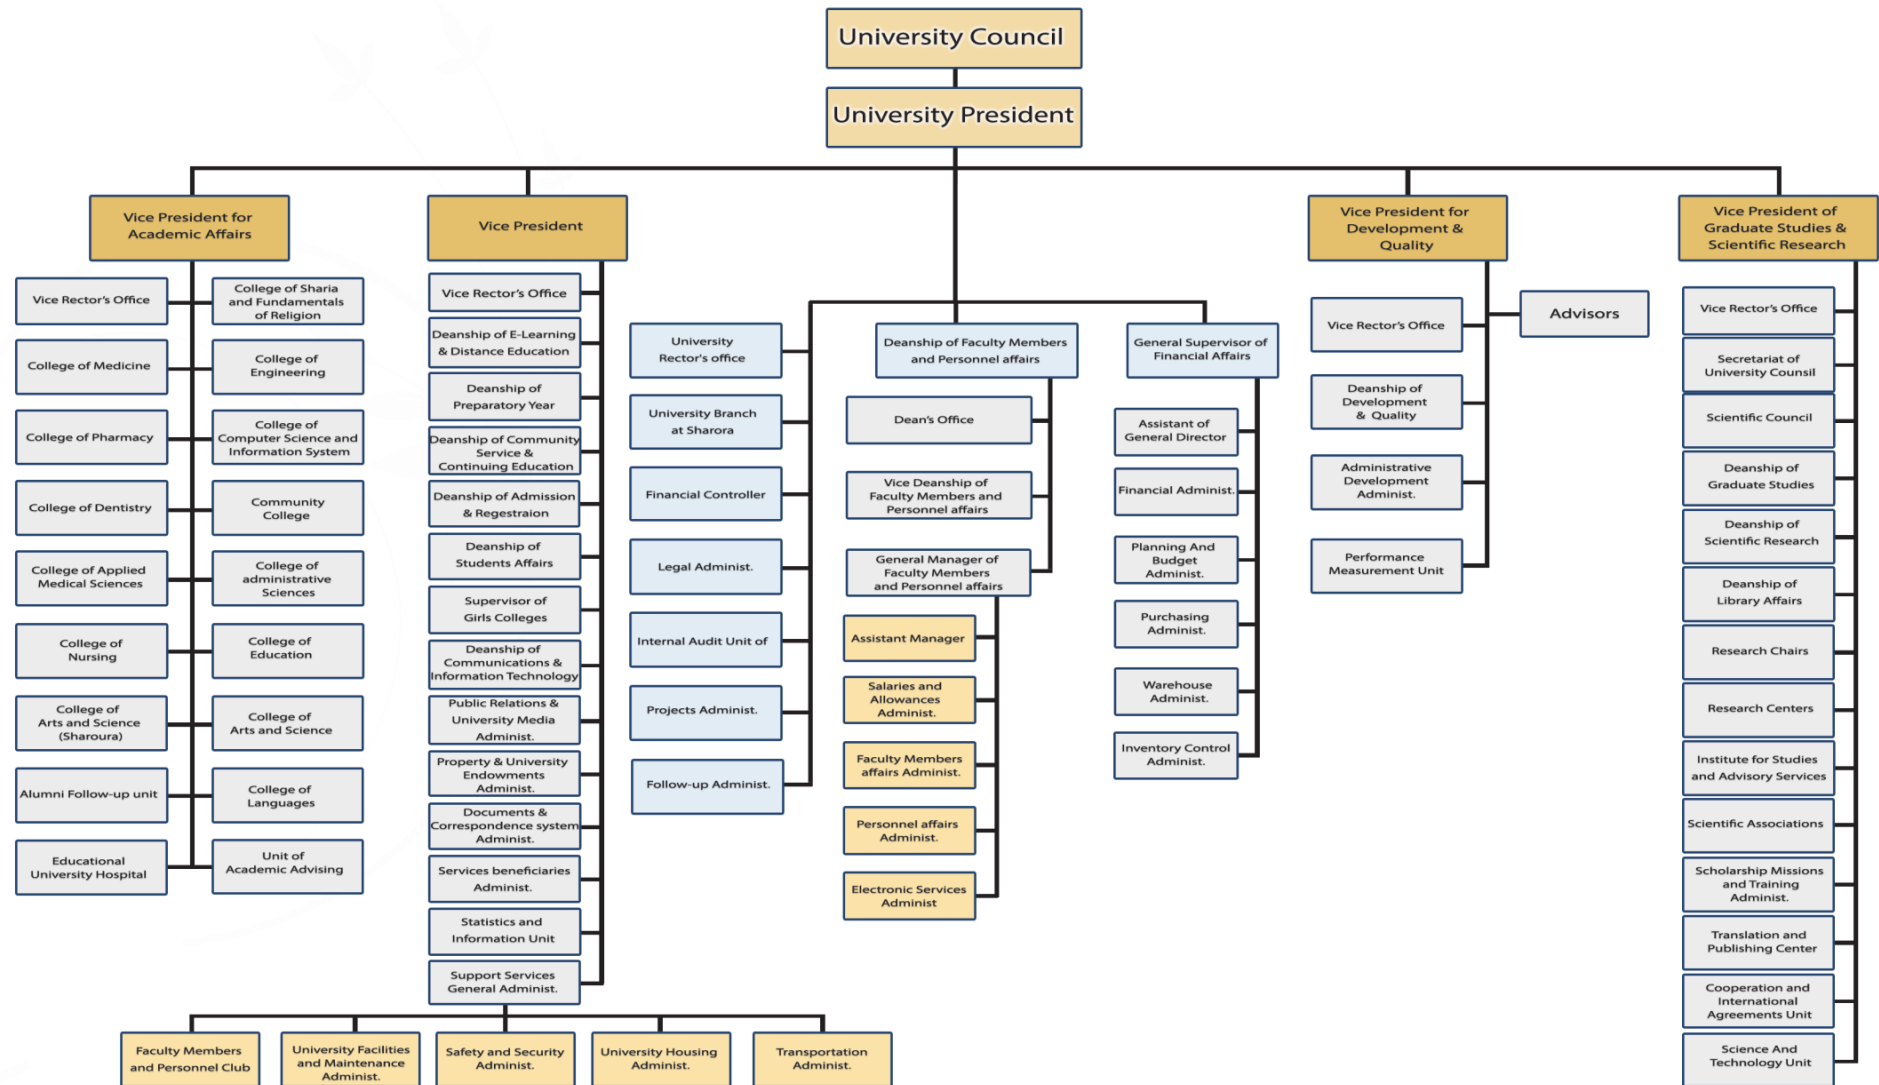 University Council
University President
Vice President for
Academic Affairs
Vice President
Vice President for
Development &
Quality
Vice President of
Graduate Studies &
Scientific Research
Vice Rector's Office
College of Medicine
College of Pharmacy
College of Dentistry
College of Applied
Medical Sciences
College of
Nursing
College of
Arts and Science
(Sharoura)
Alumni Follow-up unit
Educational
University Hospital
College of Sharia
and Fundamentals
of Religion
College of
Engineering
College of
Computer Science and
Information System
Community
College
College of
administrative
Sciences
College of
Education
College of
Arts and Science
College of
Languages
Unit of
Academic Advising
Vice Rector's Office
Deanship of E-Learning
& Distance Education
Deanship of
Preparatory Year
Deanship of Community
Service &
Continuing Education
Deanship of Admission
& Regestraion
Deanship of
Students Affairs
Supervisor of
Girls Colleges
Deanship of
Communications &
Information Technology
Public Relations &
University Media
Administ.
Property & University
Endowments
Administ.
Documents &
Correspondence system
Administ.
Services beneficiaries
Administ.
Statistics and
Information Unit
Support Services
General Administ.
Faculty Members
and Personnel Club
University Facilities
and Maintenance
Administ.
Safety and Security
Administ.
University Housing
Administ.
Transportation
Administ.
University
Rector's office
University Branch
at Sharora
Financial Controller
Legal Administ.
Internal Audit Unit of
Projects Administ.
Follow-up Administ.
Deanship of Faculty Members
and Personnel affairs
Dean's Office
Vice Deanship of
Faculty Members and
Personnel affairs
General Manager of
Faculty Members
and Personnel affairs
Assistant Manager
Salaries and
Allowances
Administ.
Faculty Members
affairs Administ.
Personnel affairs
Administ.
Electronic Services
Administ
General Supervisor of
Financial Affairs
Assistant of
General Director
Financial Administ.
Planning And
Budget
Administ.
Purchasing
Administ.
Warehouse
Administ.
Inventory Control
Administ.
Vice Rector's Office
Deanship of
Development
& Quality
Administrative
Development
Administ.
Performance
Measurement Unit
Advisors
Vice Rector's Office
Secretariat of
University Counsil
Scientific Council
Deanship of
Graduate Studies
Deanship of
Scientific Research
Deanship of
Library Affairs
Research Chairs
Research Centers
Institute for Studies
and Advisory Services
Scientific Associations
Scholarship Missions
and Training
Administ.
Translation and
Publishing Center
Cooperation and
International
Agreements Unit
Science And
Technology Unit